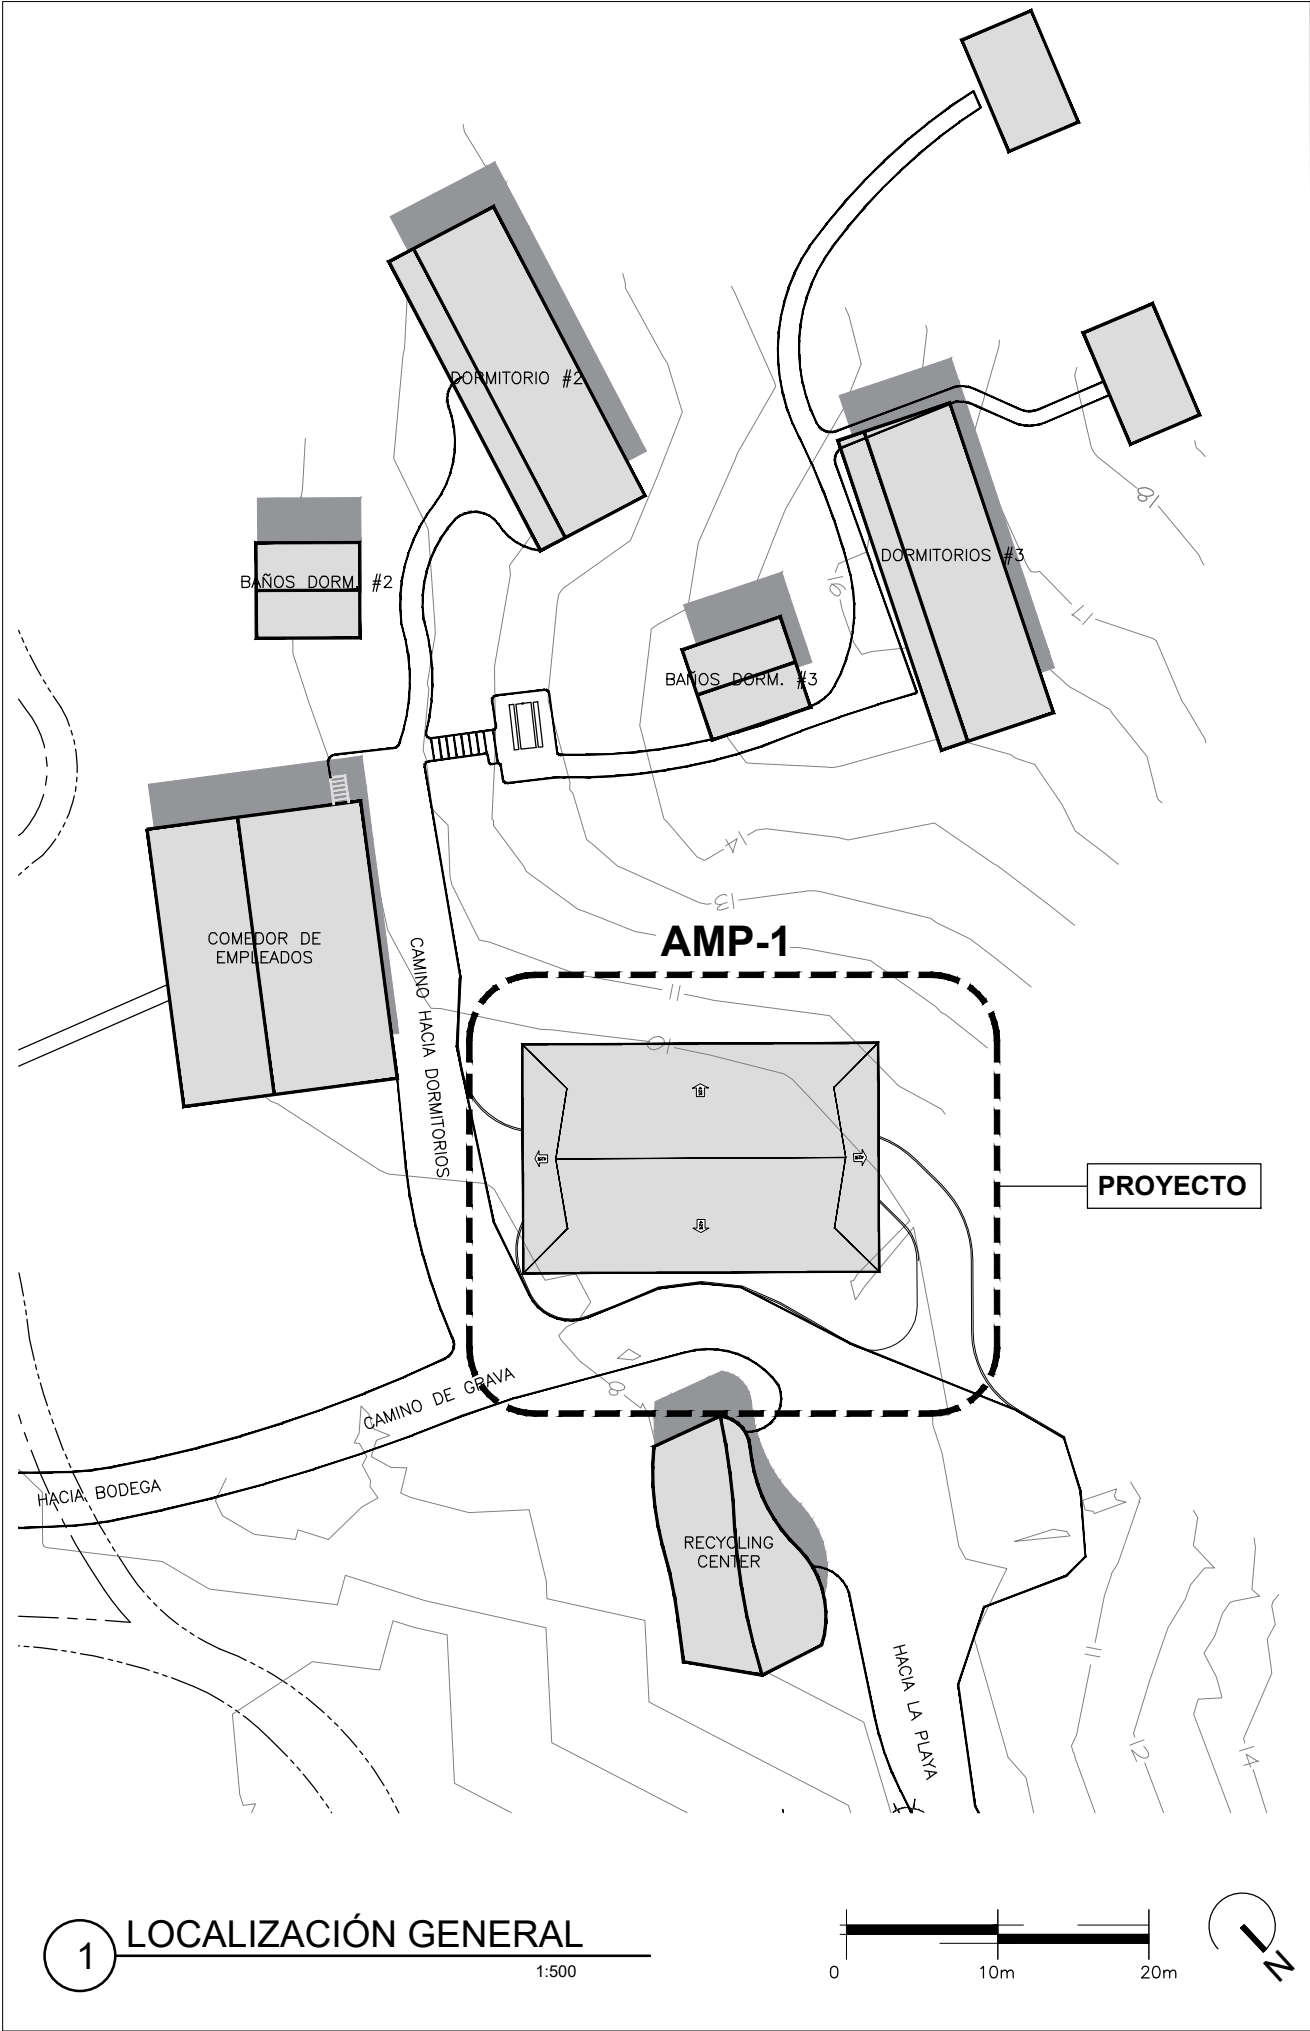 DORMITORIO #2
18
DORMITORIOS #3
BAÑOS DORM. #2
16
17
BAÑOS DORM. #3
14
13
COMEDOR DE
EMPLEADOS
AMP-1
CAMINO HACIA DORMITORIOS
11
10
PROYECTO
CAMINO DE GRAVA
8
HACIA BODEGA
RECYCLING
CENTER
HACIA LA PLAYA
11
12
14
1
LOCALIZACIÓN GENERAL
1:500
0
10m
20m
N